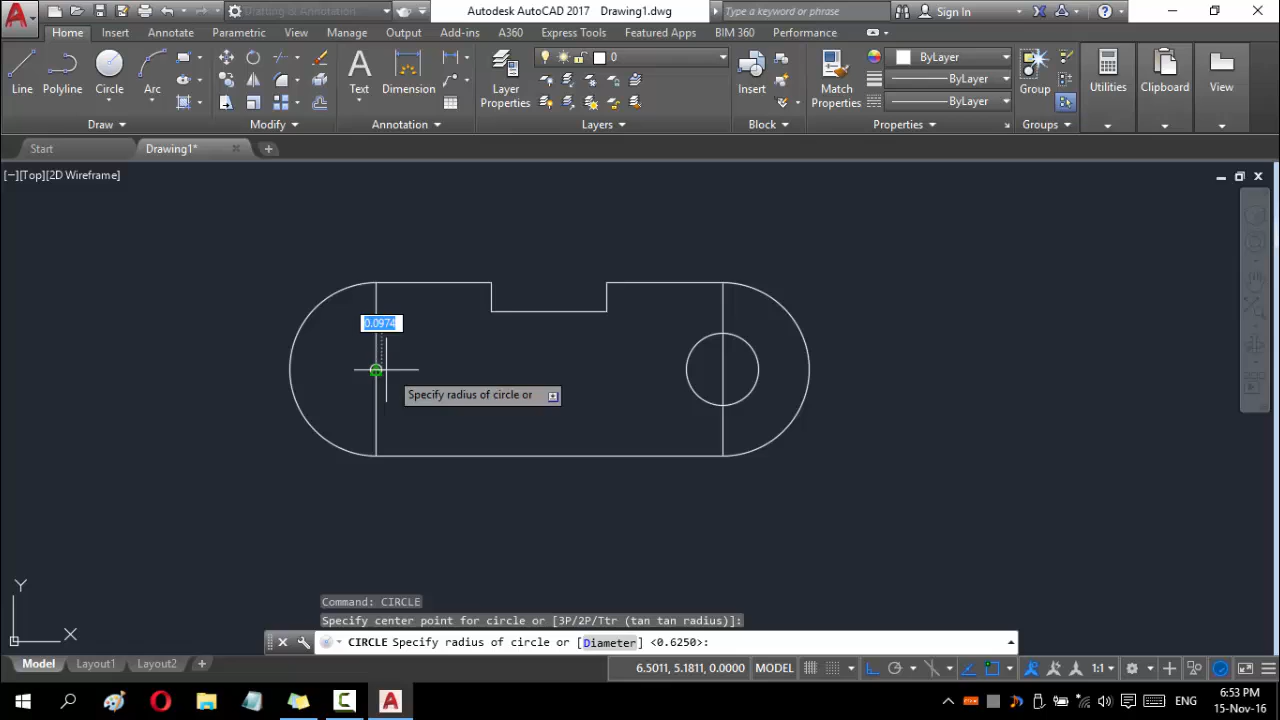 Drafting & Annotation
Autodesk AutoCAD 2017 Drawing1.dwg
Type a keyword or phrase
Sign In
Home Insert Annotate Parametric View Manage Output Add-ins A360 Express Tools Featured Apps BIM 360 Performance
Line Polyline Circle Arc
Text Dimension
Layer Properties
0
Insert
Match Properties
ByLayer
ByLayer
ByLayer
Group
Utilities Clipboard View
Draw Modify Annotation Layers Block Properties Groups
Start Drawing1*
[−][Top][2D Wireframe]
0.0974
Specify radius of circle or
Y
X
Command: CIRCLE
Specify center point for circle or [3P/2P/Ttr (tan tan radius)]:
CIRCLE Specify radius of circle or [Diameter] <0.6250>:
Model Layout1 Layout2
6.5011, 5.1811, 0.0000 MODEL
1:1
ENG
6:53 PM
15-Nov-16